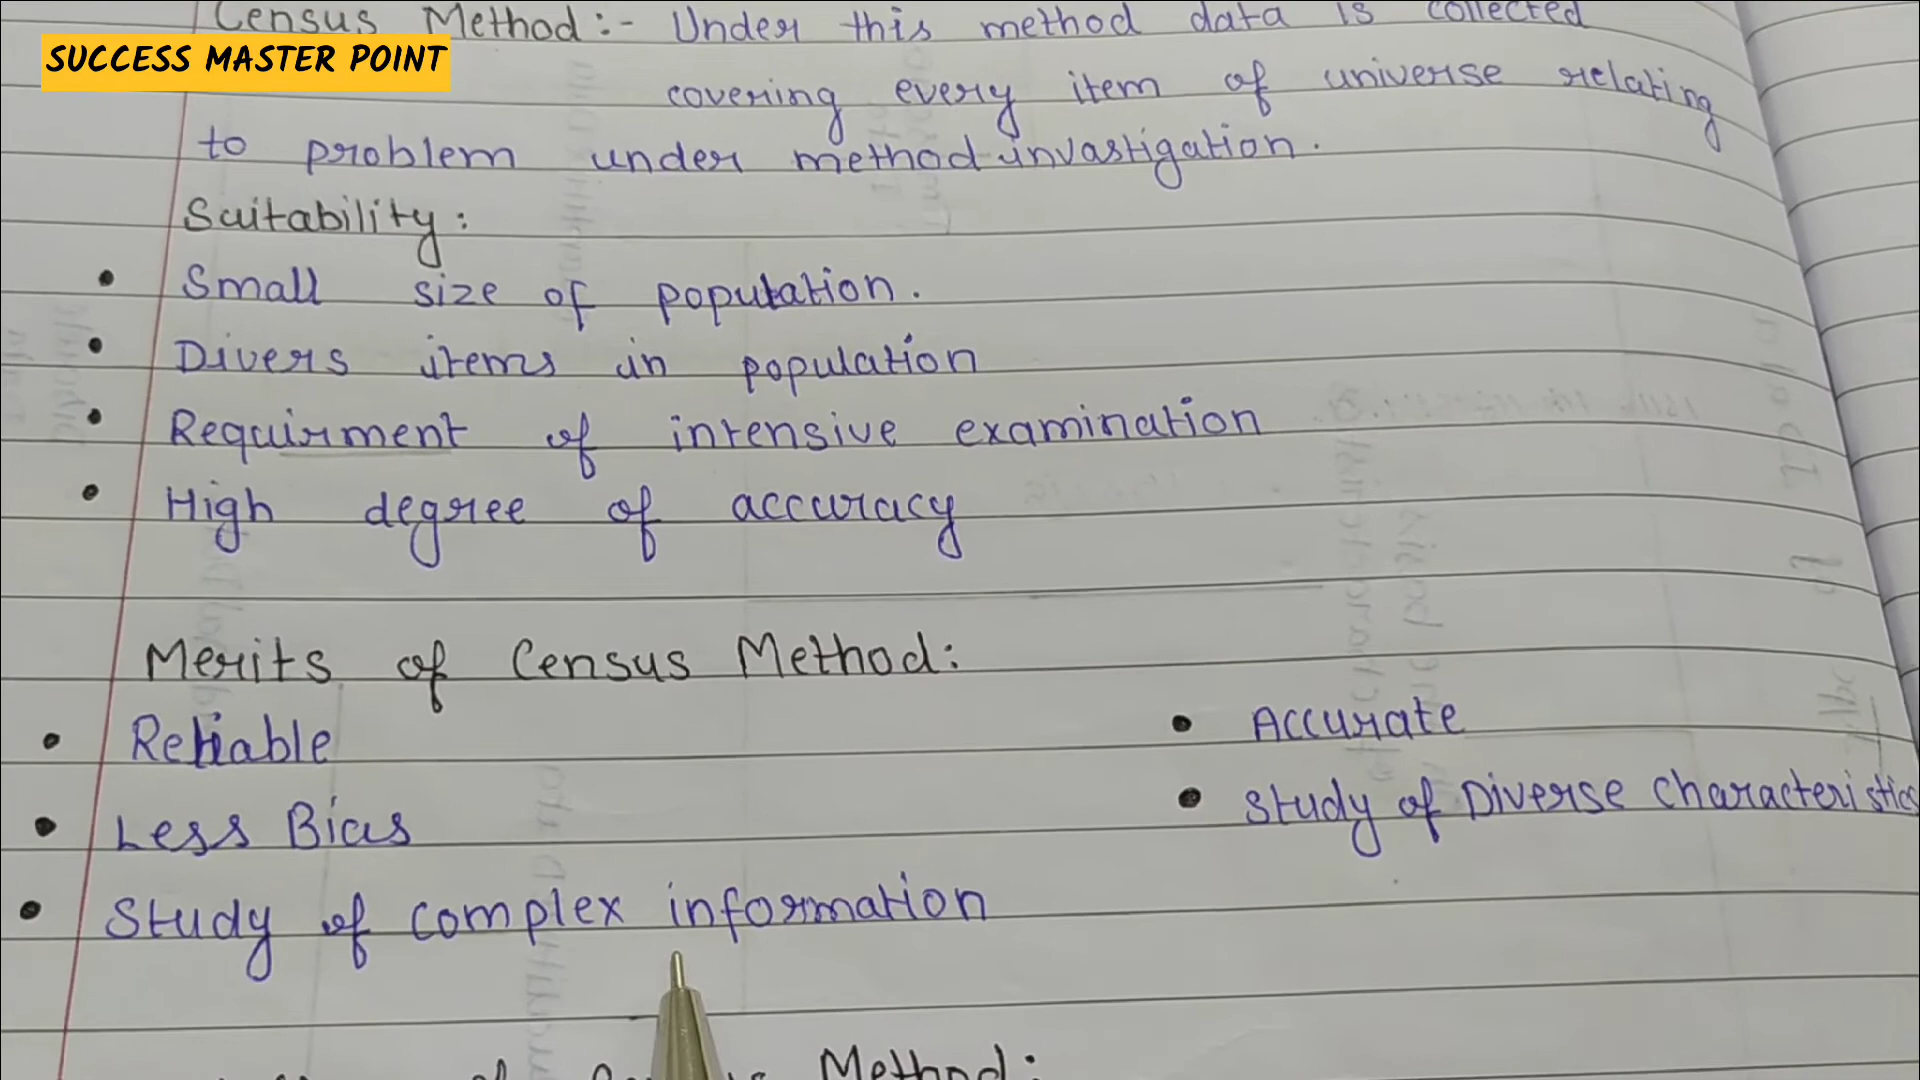 Census Method:- Under this method data is collected
SUCCESS MASTER POINT
covering every item of universe relating
to problem under method invastigation.
Suitability:
• Small size of population.
• Divers items in population
• Requirment of intensive examination
• High degree of accuracy
Merits of Census Method:
• Reliable
• Accurate
• Less Bias
• Study of Diverse Characteristics
• Study of complex information
of Method: